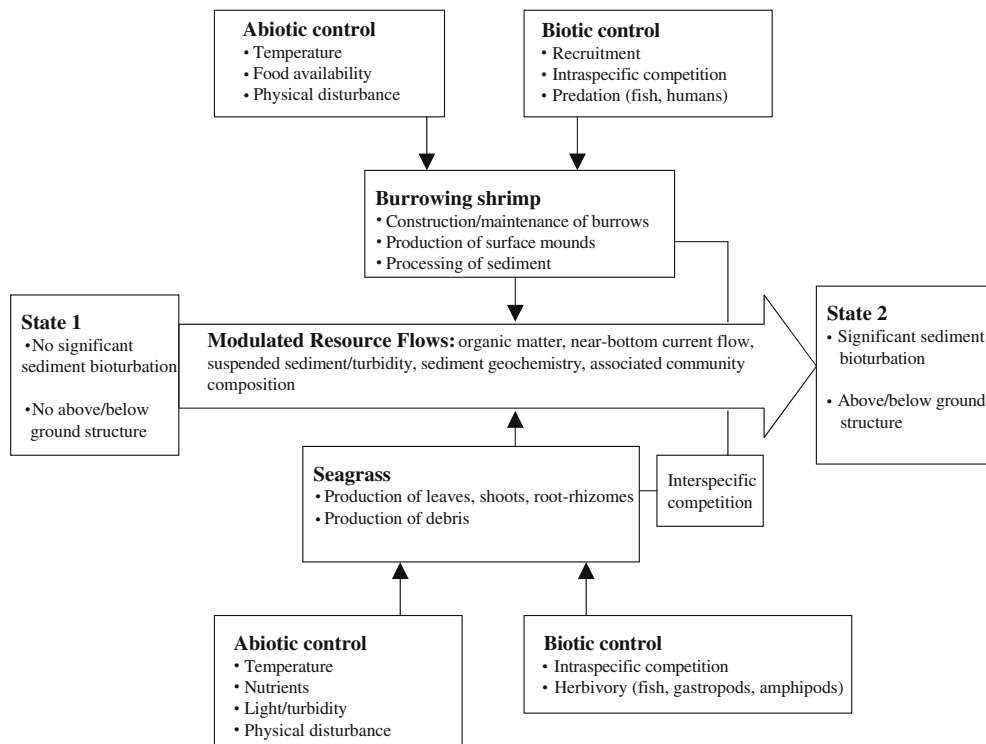 Abiotic control
• Temperature
• Food availability
• Physical disturbance
Biotic control
• Recruitment
• Intraspecific competition
• Predation (fish, humans)
Burrowing shrimp
• Construction/maintenance of burrows
• Production of surface mounds
• Processing of sediment
State 1
•No significant
sediment bioturbation
•No above/below
ground structure
Modulated Resource Flows: organic matter, near-bottom current flow,
suspended sediment/turbidity, sediment geochemistry, associated community
composition
State 2
• Significant sediment
bioturbation
• Above/below ground
structure
Seagrass
• Production of leaves, shoots, root-rhizomes
• Production of debris
Interspecific
competition
Abiotic control
• Temperature
• Nutrients
• Light/turbidity
• Physical disturbance
Biotic control
• Intraspecific competition
• Herbivory (fish, gastropods, amphipods)